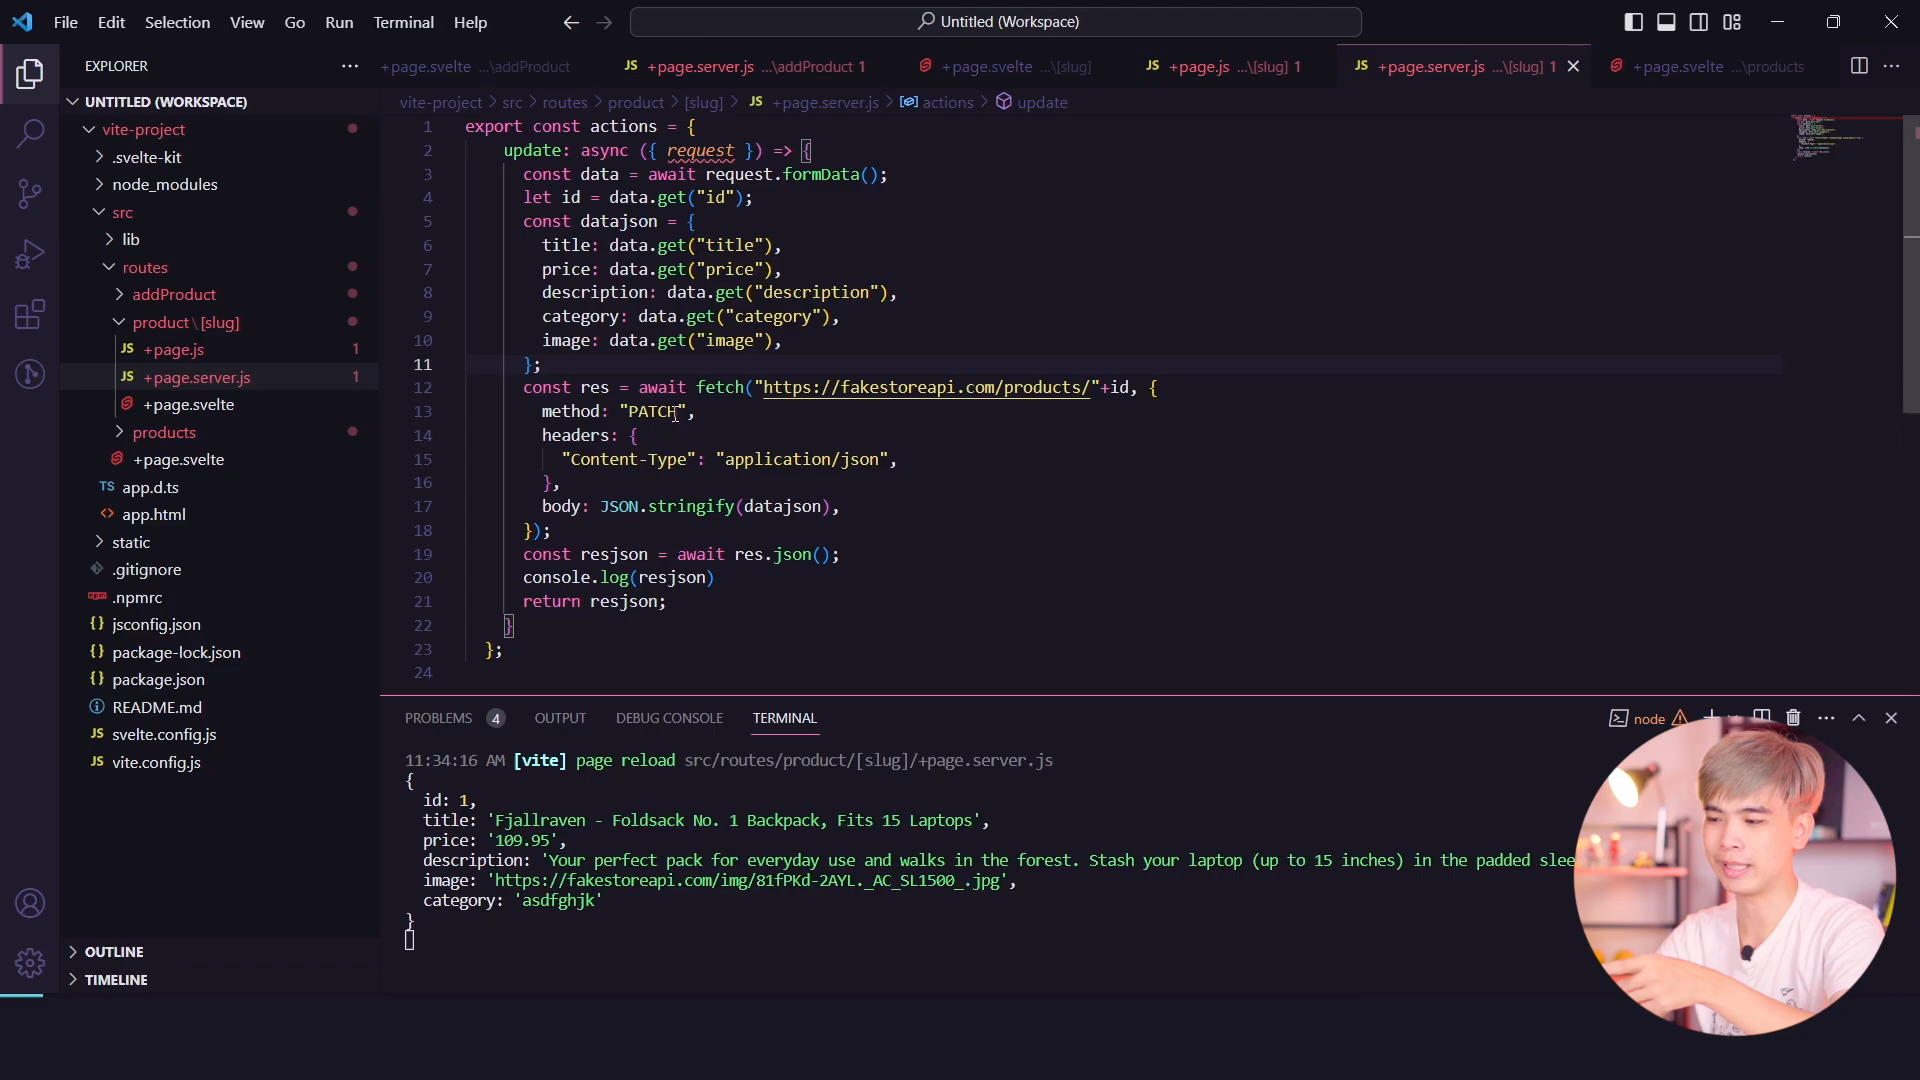 File Edit Selection View Go Run Terminal Help
Untitled (Workspace)
EXPLORER
+page.svelte ...\addProduct
JS +page.server.js ...\addProduct 1
+page.svelte ...\[slug]
JS +page.js ...\[slug] 1
JS +page.server.js ...\[slug] 1
+page.svelte ...\products
UNTITLED (WORKSPACE)
vite-project
.svelte-kit
node_modules
src
lib
routes
addProduct
product\[slug]
JS +page.js 1
JS +page.server.js 1
+page.svelte
products
+page.svelte
TS app.d.ts
app.html
static
.gitignore
npm .npmrc
{} jsconfig.json
{} package-lock.json
{} package.json
README.md
JS svelte.config.js
JS vite.config.js
OUTLINE
TIMELINE
vite-project > src > routes > product > [slug] > JS +page.server.js > actions > update
1 export const actions = {
2 update: async ({ request }) => {
3 const data = await request.formData();
4 let id = data.get("id");
5 const datajson = {
6 title: data.get("title"),
7 price: data.get("price"),
8 description: data.get("description"),
9 category: data.get("category"),
10 image: data.get("image"),
11 };
12 const res = await fetch("https://fakestoreapi.com/products/"+id, {
13 method: "PATCH",
14 headers: {
15 "Content-Type": "application/json",
16 },
17 body: JSON.stringify(datajson),
18 });
19 const resjson = await res.json();
20 console.log(resjson)
21 return resjson;
22 }
23 };
24
PROBLEMS 4 OUTPUT DEBUG CONSOLE TERMINAL
node
11:34:16 AM [vite] page reload src/routes/product/[slug]/+page.server.js
{
id: 1,
title: 'Fjallraven - Foldsack No. 1 Backpack, Fits 15 Laptops',
price: '109.95',
description: 'Your perfect pack for everyday use and walks in the forest. Stash your laptop (up to 15 inches) in the padded slee
image: 'https://fakestoreapi.com/img/81fPKd-2AYL._AC_SL1500_.jpg',
category: 'asdfghjk'
}